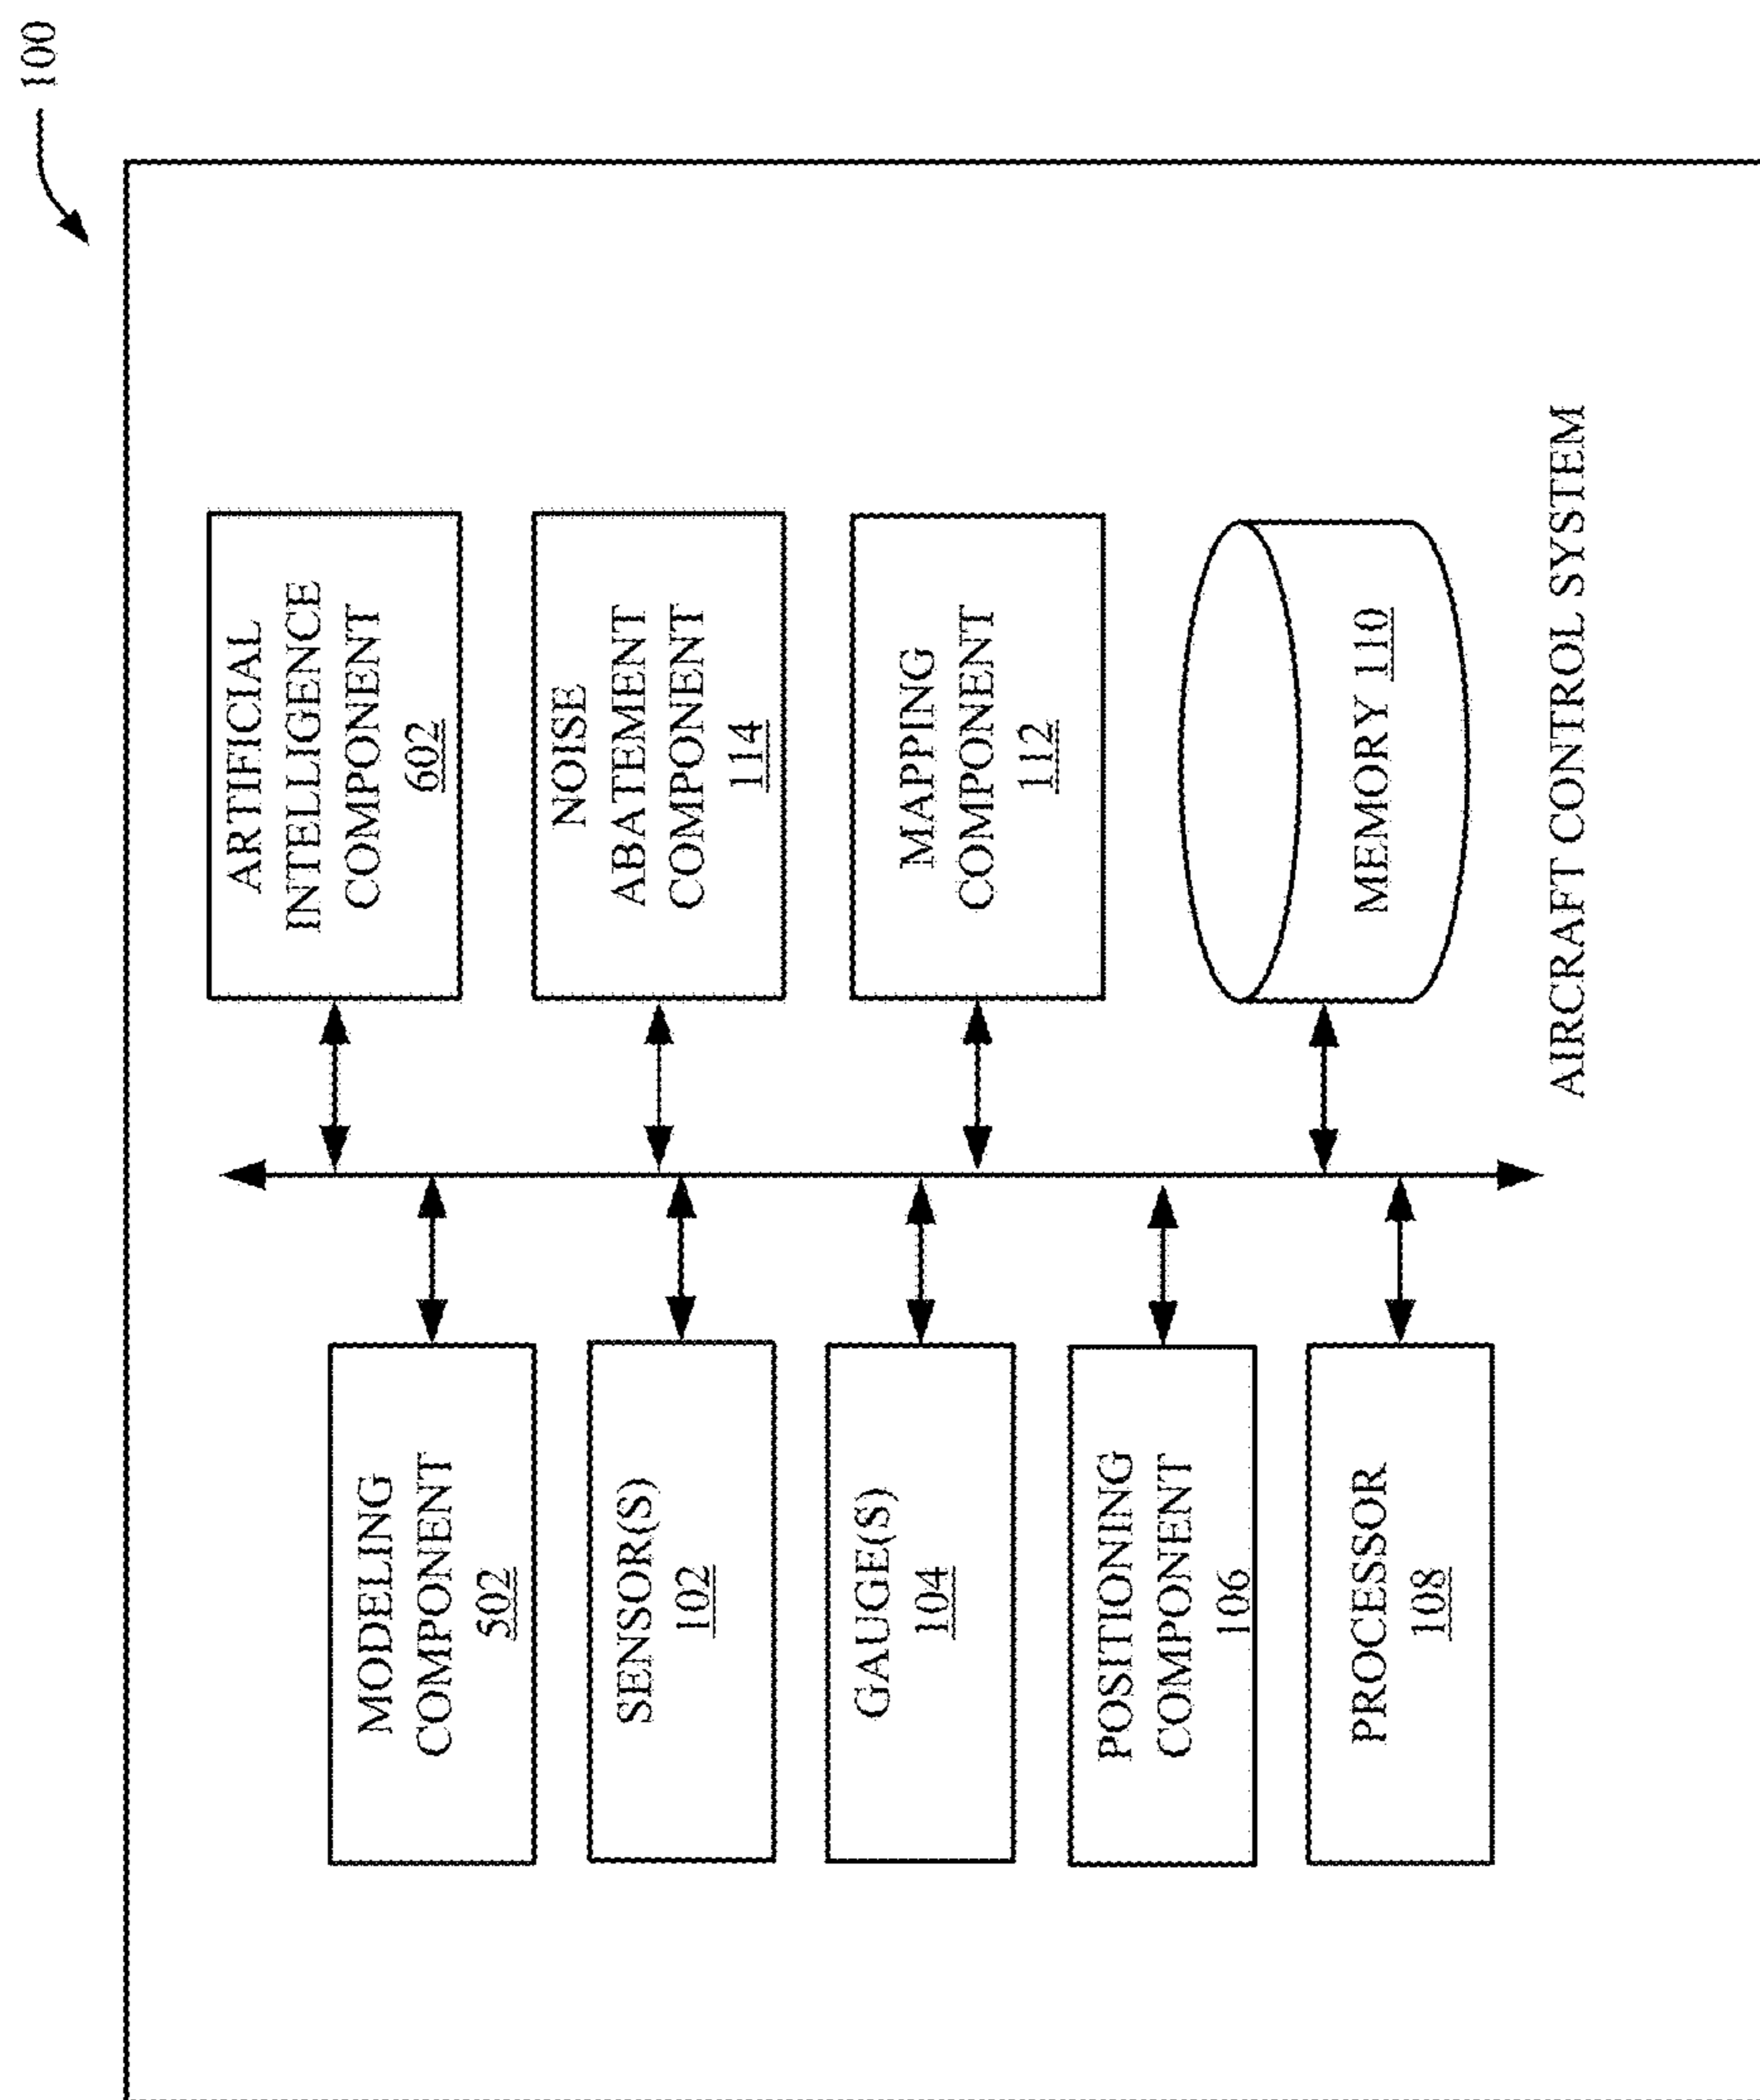 100
MODELING
COMPONENT
502
SENSOR(S)
102
GAUGE(S)
104
POSITIONING
COMPONENT
106
PROCESSOR
108
ARTIFICIAL
INTELLIGENCE
COMPONENT
602
NOISE
ABATEMENT
COMPONENT
114
MAPPING
COMPONENT
112
MEMORY 110
AIRCRAFT CONTROL SYSTEM